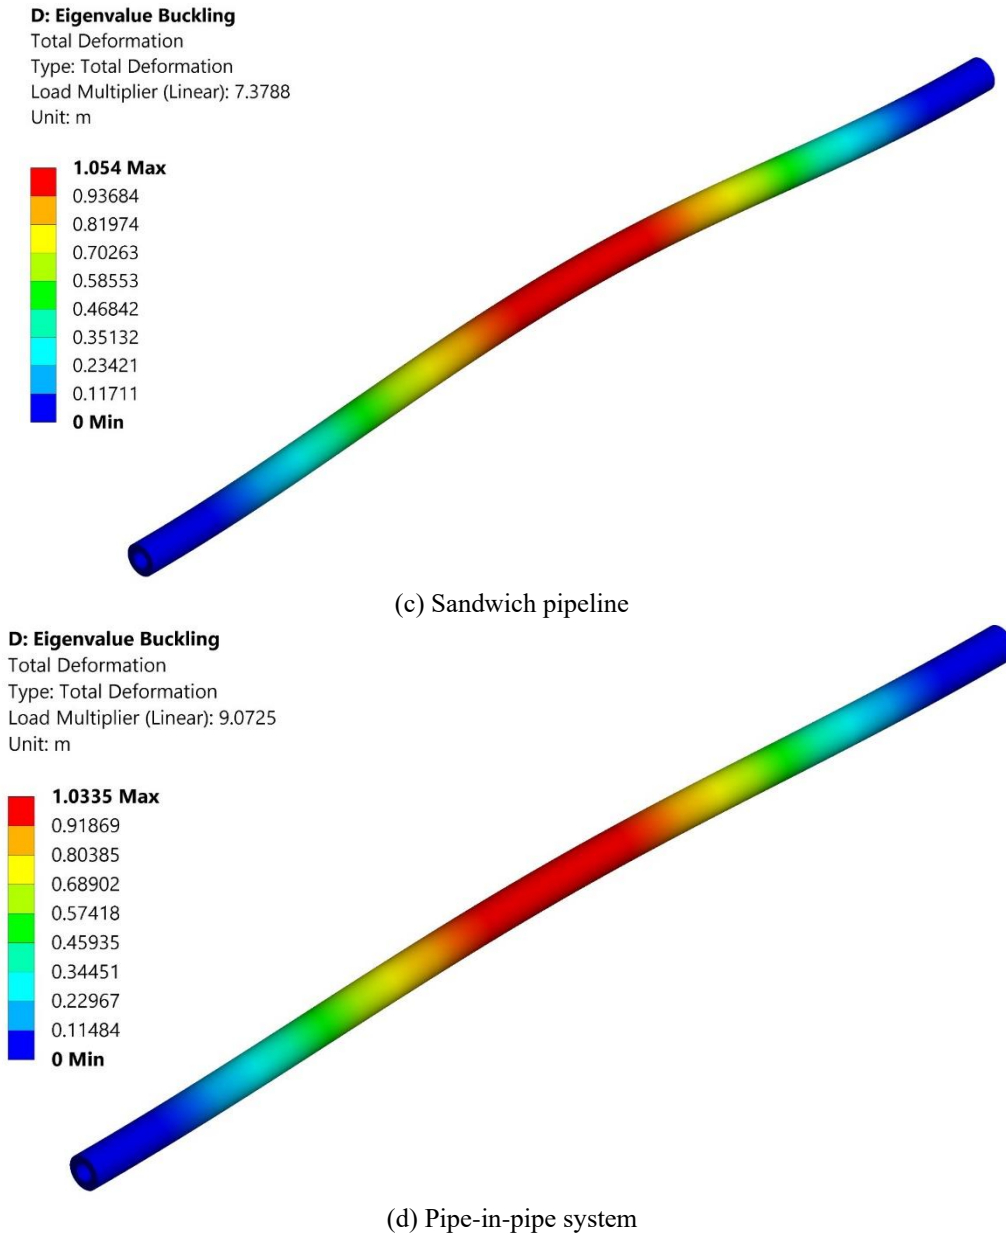 D: Eigenvalue Buckling
Total Deformation
Type: Total Deformation
Load Multiplier (Linear): 7.3788
Unit: m
1.054 Max
0.93684
0.81974
0.70263
0.58553
0.46842
0.35132
0.23421
0.11711
0 Min
(c) Sandwich pipeline
D: Eigenvalue Buckling
Total Deformation
Type: Total Deformation
Load Multiplier (Linear): 9.0725
Unit: m
1.0335 Max
0.91869
0.80385
0.68902
0.57418
0.45935
0.34451
0.22967
0.11484
0 Min
(d) Pipe-in-pipe system